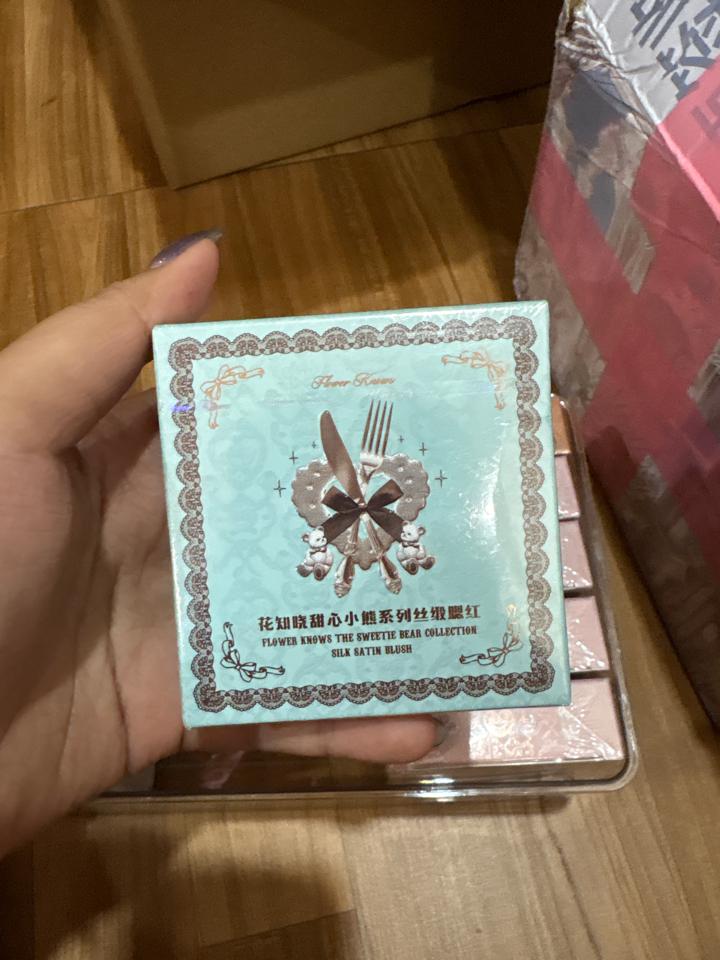 Flower Knows
花知晓甜心小熊系列丝缎腮红
FLOWER KNOWS THE SWEETIE BEAR COLLECTION
SILK SATIN BLUSH